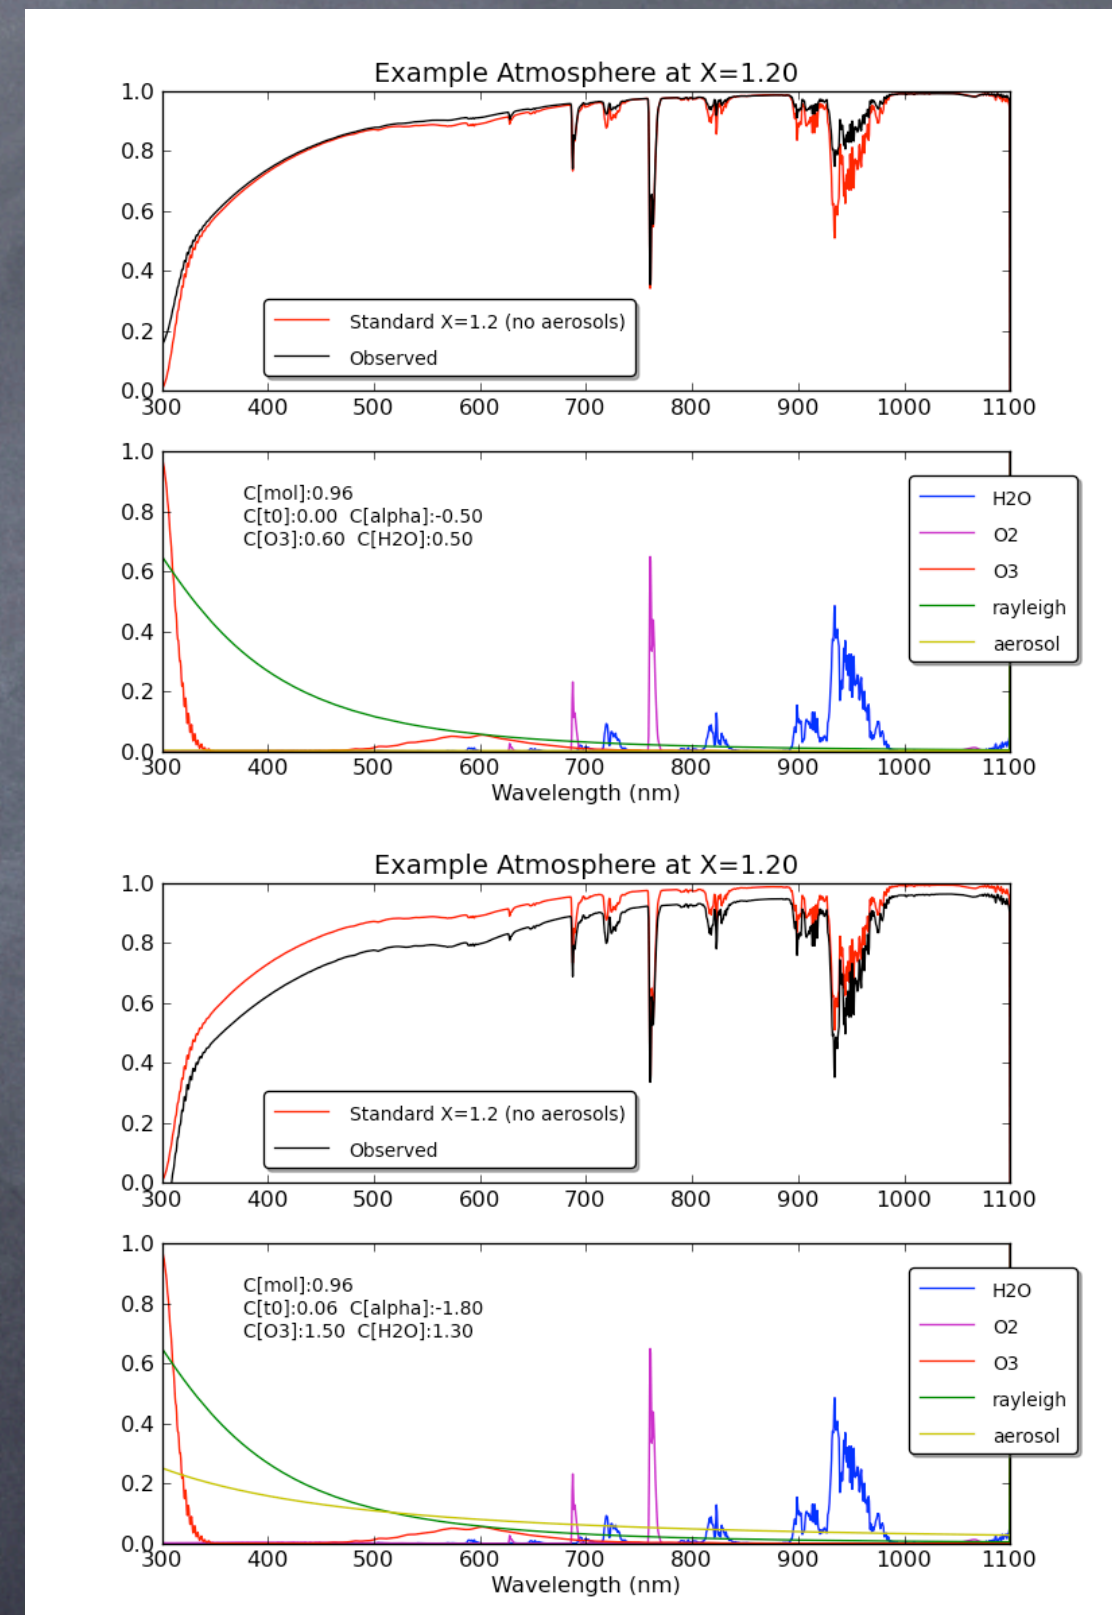 Example Atmosphere at X=1.20
1.0
0.8
0.6
0.4
0.2
0.0
Standard X=1.2 (no aerosols)
Observed
300 400 500 600 700 800 900 1000 1100
1.0
0.8
0.6
0.4
0.2
0.0
C[mol]:0.96
C[t0]:0.00 C[alpha]:-0.50
C[O3]:0.60 C[H2O]:0.50
H2O
O2
O3
rayleigh
aerosol
300 400 500 600 700 800 900 1000 1100
Wavelength (nm)
Example Atmosphere at X=1.20
1.0
0.8
0.6
0.4
0.2
0.0
Standard X=1.2 (no aerosols)
Observed
300 400 500 600 700 800 900 1000 1100
1.0
0.8
0.6
0.4
0.2
0.0
C[mol]:0.96
C[t0]:0.06 C[alpha]:-1.80
C[O3]:1.50 C[H2O]:1.30
H2O
O2
O3
rayleigh
aerosol
300 400 500 600 700 800 900 1000 1100
Wavelength (nm)